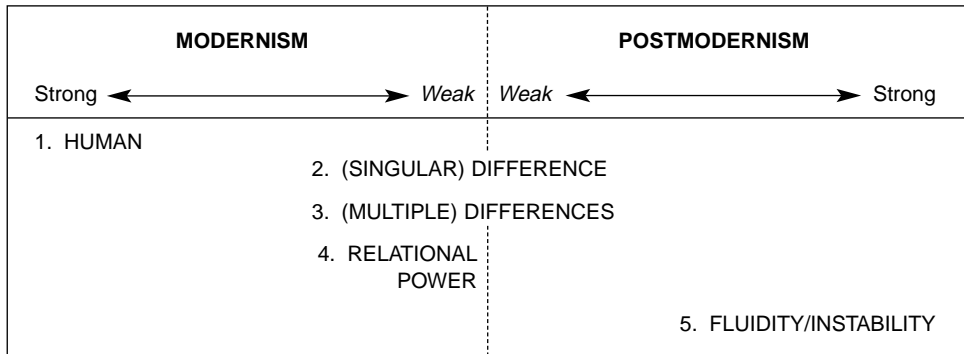 MODERNISM POSTMODERNISM
Strong Weak Weak Strong
1. HUMAN
2. (SINGULAR) DIFFERENCE
3. (MULTIPLE) DIFFERENCES
4. RELATIONAL
POWER
5. FLUIDITY/INSTABILITY